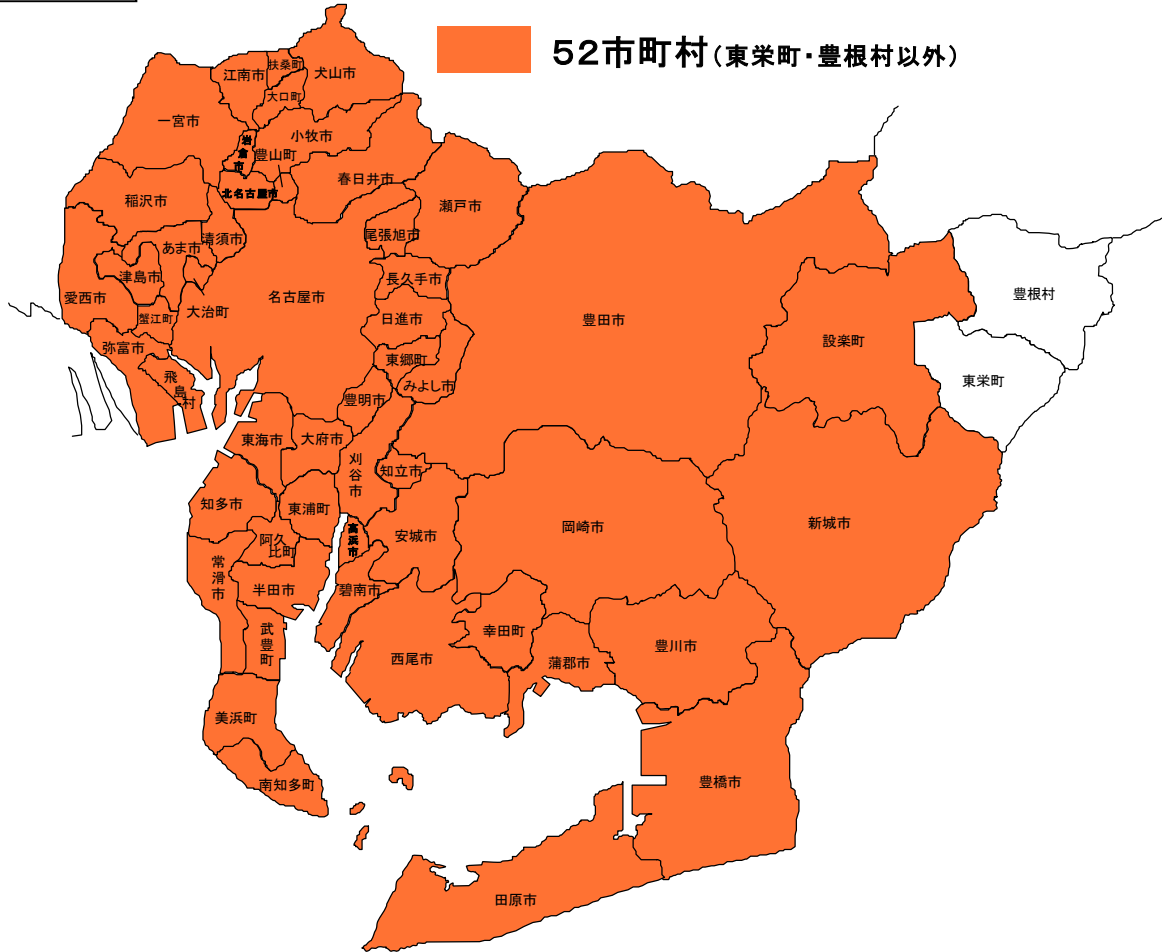 52市町村(東栄町・豊根村以外)
扶桑町
江南市
犬山市
大口町
一宮市
小牧市
岩倉市
豊山町
春日井市
北名古屋市
稲沢市
瀬戸市
尾張旭市
清須市
あま市
津島市
長久手市
愛西市
名古屋市
豊根村
大治町
蟹江町
日進市
豊田市
設楽町
弥富市
東郷町
飛島村
みよし市
東栄町
豊明市
東海市
大府市
刈谷市
知立市
知多市
東浦町
岡崎市
新城市
高浜市
安城市
阿久比町
常滑市
半田市
碧南市
武豊町
幸田町
豊川市
西尾市
蒲郡市
美浜町
南知多町
豊橋市
田原市